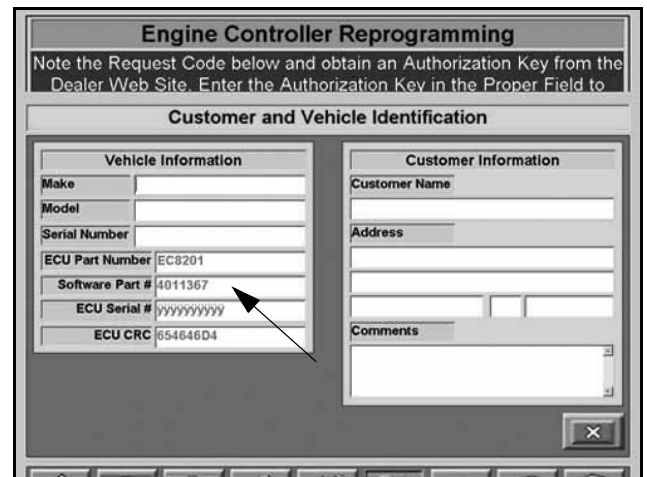 Engine Controller Reprogramming
Note the Request Code below and obtain an Authorization Key from the
Dealer Web Site. Enter the Authorization Key in the Proper Field to
Customer and Vehicle Identification
Vehicle Information
Make
Model
Serial Number
ECU Part Number EC8201
Software Part # 4011367
ECU Serial # ÿÿÿÿÿÿÿÿÿÿ
ECU CRC 654646D4
Customer Information
Customer Name
Address
Comments